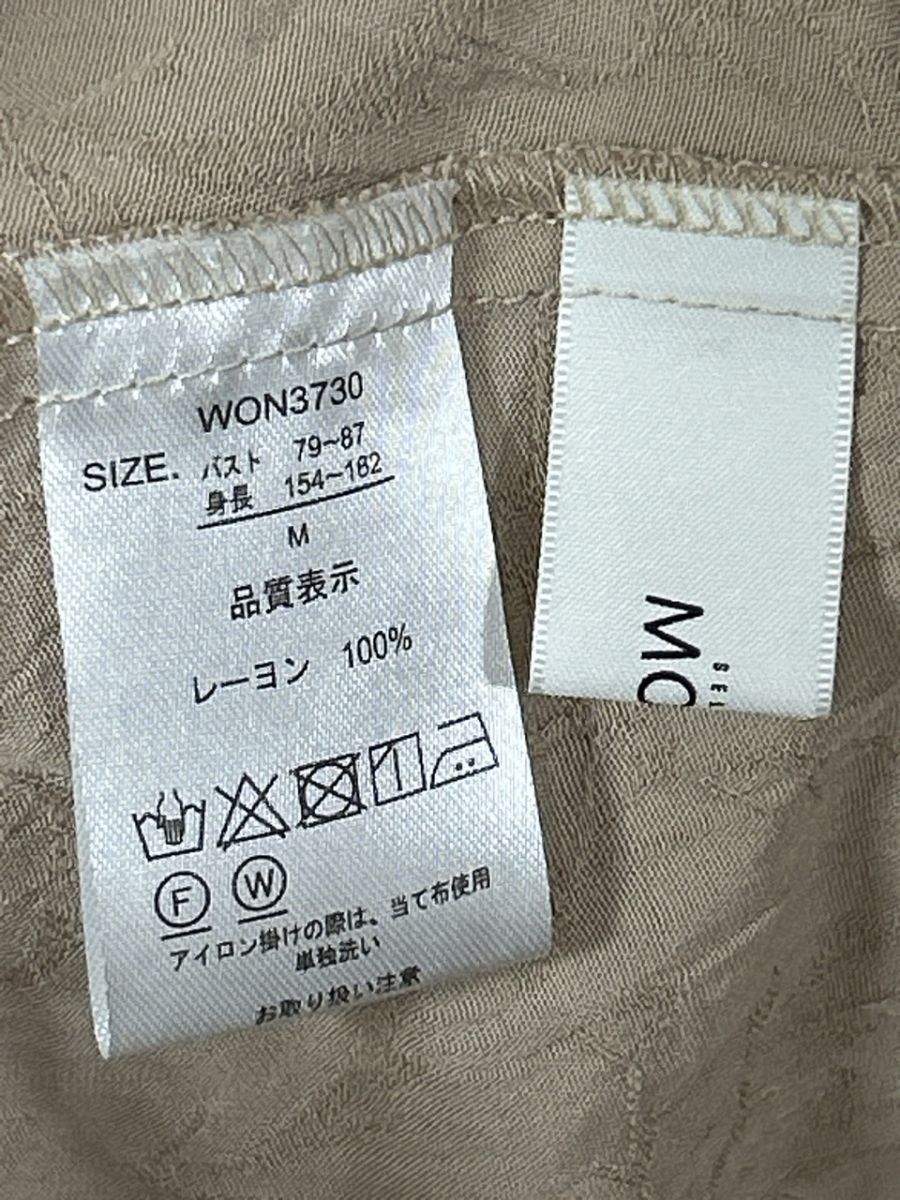 WON3730
SIZE. バスト 79~87
身長 154~182
M
品質表示
レーヨン 100%
F W
アイロン掛けの際は、当て布使用
単独洗い
お取り扱い注意
MO
SEL